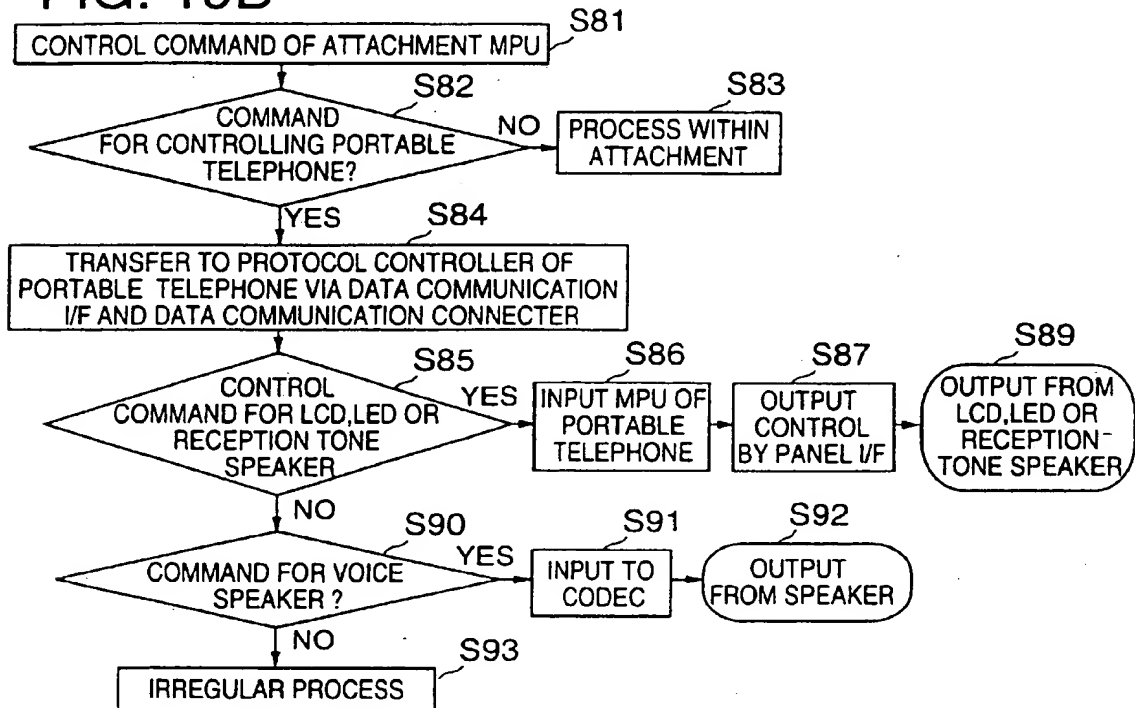 FIG. 19B
S81
CONTROL COMMAND OF ATTACHMENT MPU
S82
COMMAND
FOR CONTROLLING PORTABLE
TELEPHONE?
NO
S83
PROCESS WITHIN
ATTACHMENT
YES
S84
TRANSFER TO PROTOCOL CONTROLLER OF
PORTABLE TELEPHONE VIA DATA COMMUNICATION
I/F AND DATA COMMUNICATION CONNECTER
S85
CONTROL
COMMAND FOR LCD,LED OR
RECEPTION TONE
SPEAKER
YES
S86
INPUT MPU OF
PORTABLE
TELEPHONE
S87
OUTPUT
CONTROL
BY PANEL I/F
S89
OUTPUT FROM
LCD,LED OR
RECEPTION-
TONE SPEAKER
NO
S90
COMMAND FOR VOICE
SPEAKER ?
YES
S91
INPUT TO
CODEC
S92
OUTPUT
FROM SPEAKER
NO
S93
IRREGULAR PROCESS